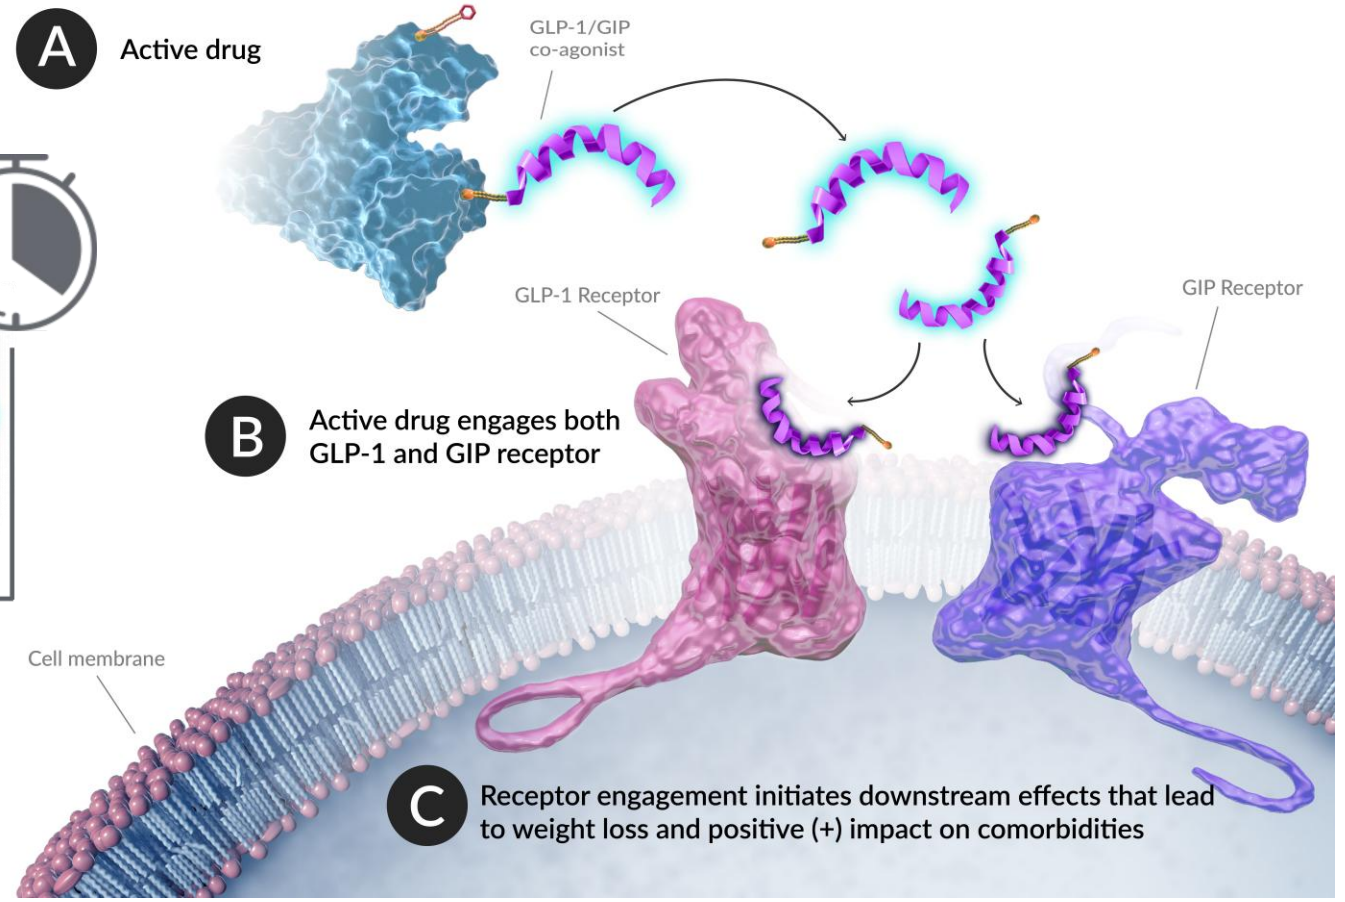 A
Active drug
GLP-1/GIP
co-agonist
GLP-1 Receptor
GIP Receptor
B
Active drug engages both
GLP-1 and GIP receptor
Cell membrane
C
Receptor engagement initiates downstream effects that lead
to weight loss and positive (+) impact on comorbidities